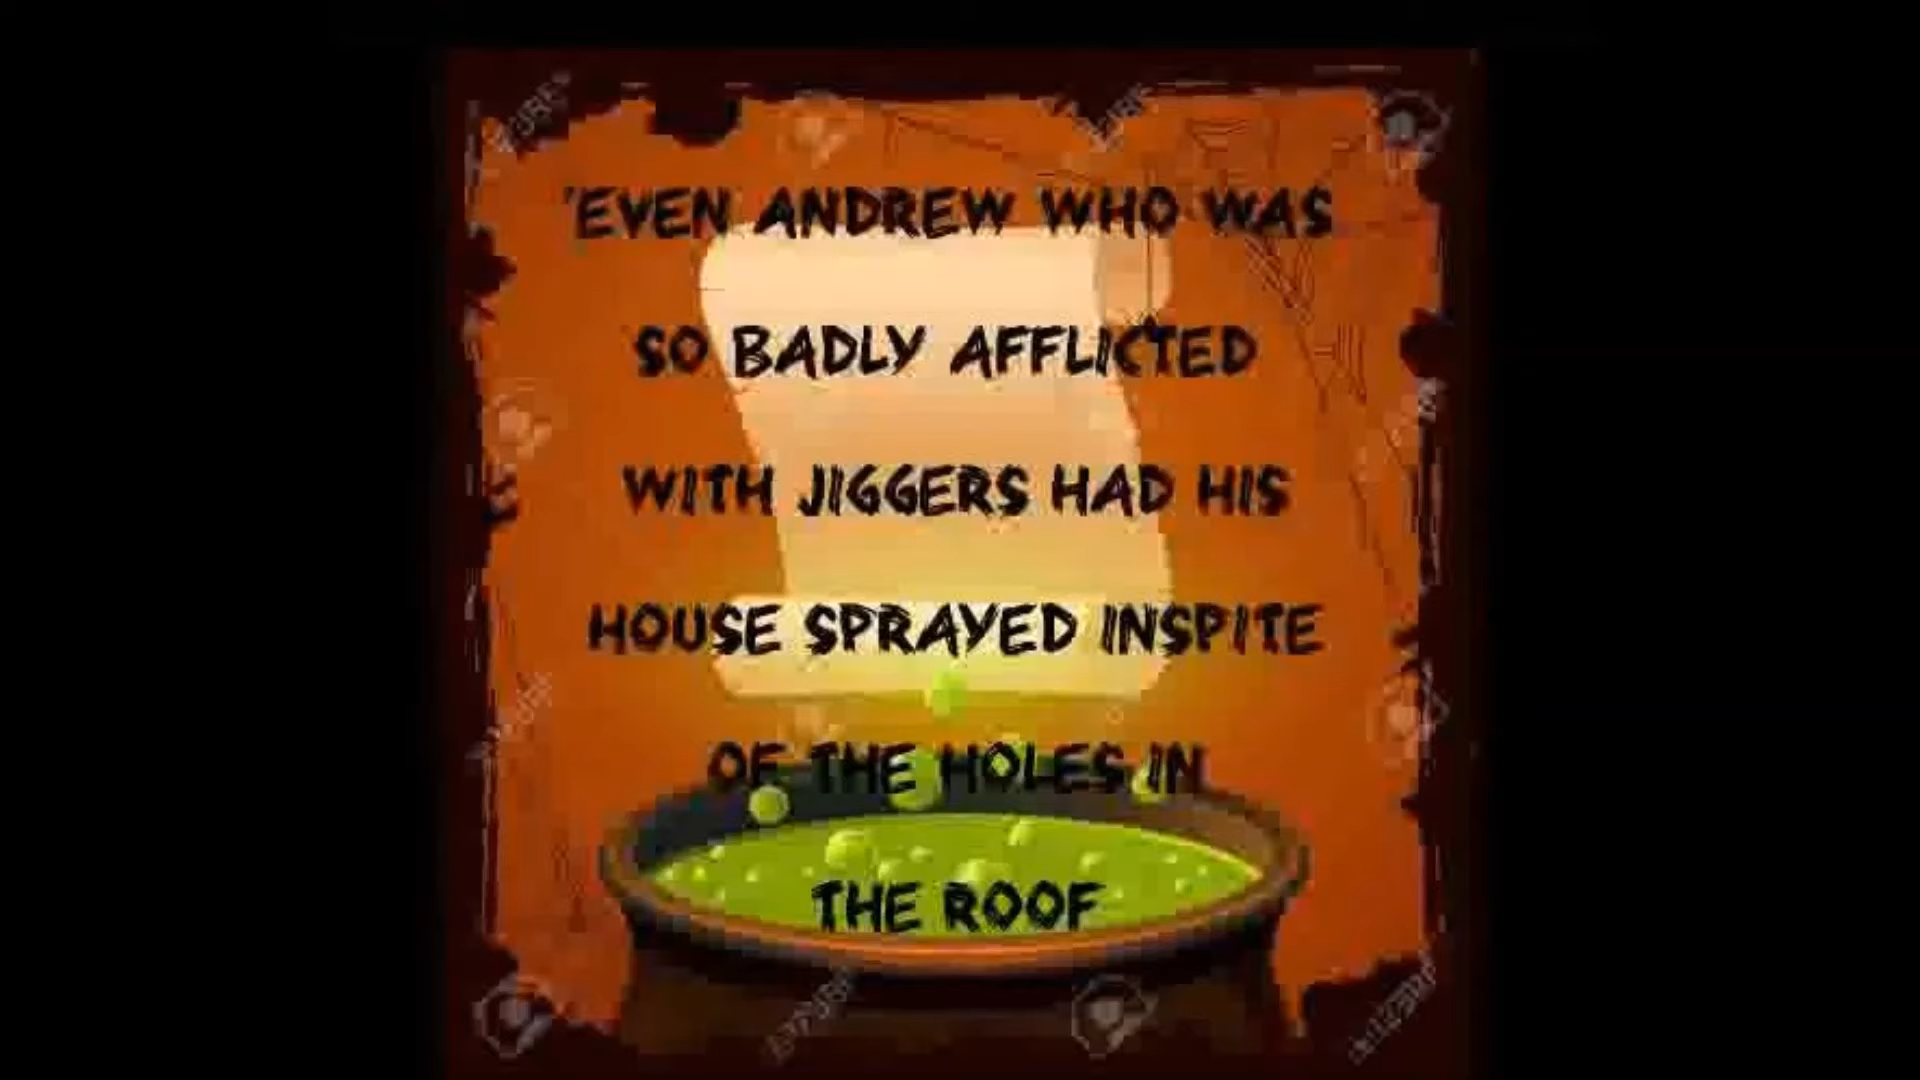 'EVEN ANDREW WHO WAS
SO BADLY AFFLICTED
WITH JIGGERS HAD HIS
HOUSE SPRAYED INSPITE
OF THE HOLES IN
THE ROOF